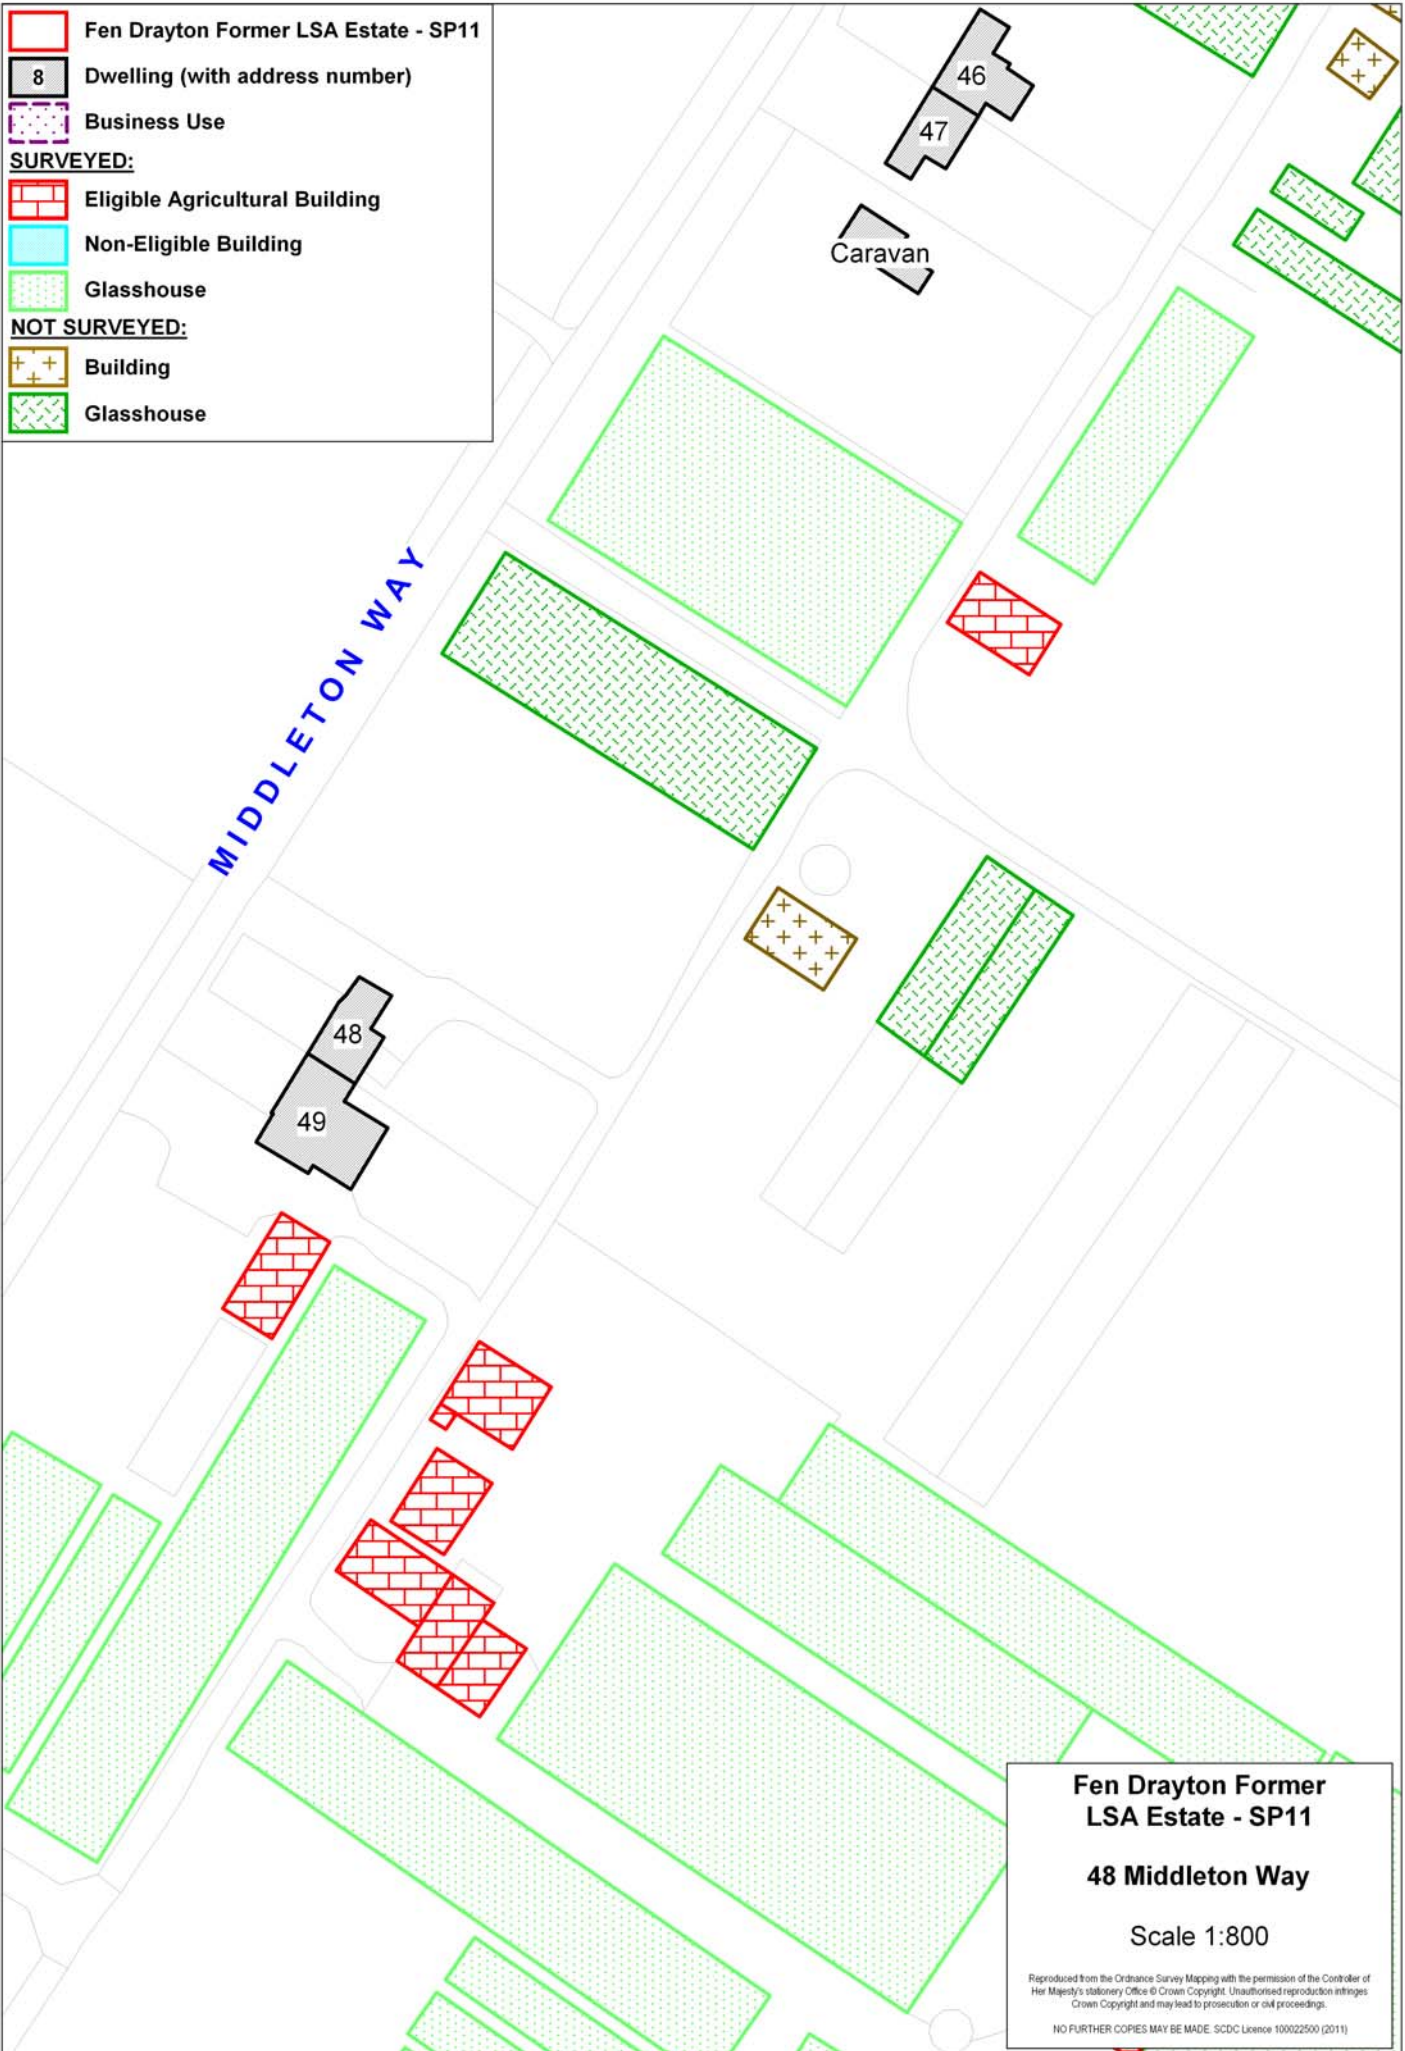 Fen Drayton Former LSA Estate - SP11
8 Dwelling (with address number)
Business Use
SURVEYED:
Eligible Agricultural Building
Non-Eligible Building
Glasshouse
NOT SURVEYED:
Building
Glasshouse
46
47
Caravan
MIDDLETON WAY
48
49
Fen Drayton Former
LSA Estate - SP11
48 Middleton Way
Scale 1:800
Reproduced from the Ordnance Survey Mapping with the permission of the Controller of
Her Majesty's stationery Office © Crown Copyright. Unauthorised reproduction infringes
Crown Copyright and may lead to prosecution or civil proceedings.
NO FURTHER COPIES MAY BE MADE. SCDC Licence 100022500 (2011)